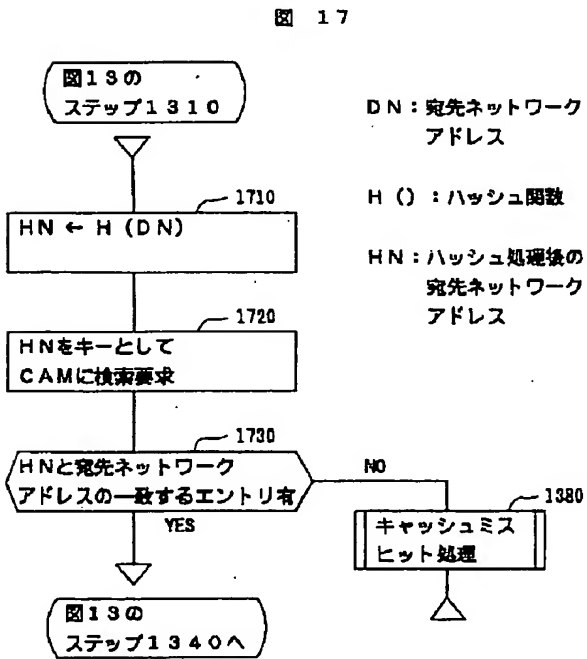 図 17
図13の
ステップ1310
DN：宛先ネットワーク
アドレス
H（）：ハッシュ関数
HN：ハッシュ処理後の
宛先ネットワーク
アドレス
1710
HN ← H（DN）
1720
HNをキーとして
CAMに検索要求
1730
HNと宛先ネットワーク
アドレスの一致するエントリ有
NO
YES
1380
キャッシュミス
ヒット処理
図13の
ステップ1340へ